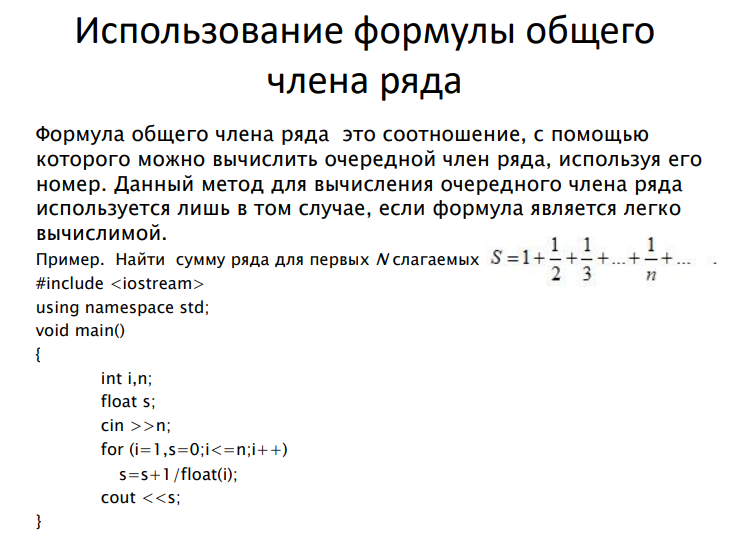 Использование формулы общего
члена ряда
Формула общего члена ряда  это соотношение, с помощью
которого можно вычислить очередной член ряда, используя его
номер. Данный метод для вычисления очередного члена ряда
используется лишь в том случае, если формула является легко
вычислимой.
Пример.  Найти  сумму ряда для первых  N слагаемых  S = 1 + 1/2 + 1/3 + ... + 1/n + ... .
#include <iostream>
using namespace std;
void main()
{
int i,n;
float s;
cin >>n;
for (i=1,s=0;i<=n;i++)
s=s+1/float(i);
cout <<s;
}